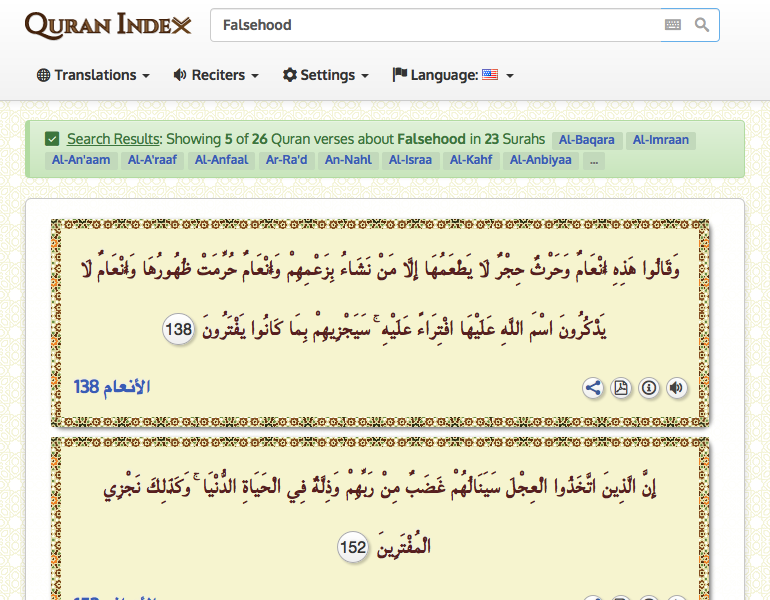 QURAN INDEX
Falsehood
Translations Reciters Settings Language:
Search Results: Showing 5 of 26 Quran verses about Falsehood in 23 Surahs Al-Baqara Al-Imraan
Al-An'aam Al-A'raaf Al-Anfaal Ar-Ra'd An-Nahl Al-Israa Al-Kahf Al-Anbiyaa ...
وَقَالُوا هَٰذِهِ أَنْعَامٌ وَحَرْثٌ حِجْرٌ لَا يَطْعَمُهَا إِلَّا مَنْ نَشَاءُ بِزَعْمِهِمْ وَأَنْعَامٌ حُرِّمَتْ ظُهُورُهَا وَأَنْعَامٌ لَا
يَذْكُرُونَ اسْمَ اللَّهِ عَلَيْهَا افْتِرَاءً عَلَيْهِ ۚ سَيَجْزِيهِمْ بِمَا كَانُوا يَفْتَرُونَ 138
الأنعام 138
إِنَّ الَّذِينَ اتَّخَذُوا الْعِجْلَ سَيَنَالُهُمْ غَضَبٌ مِنْ رَبِّهِمْ وَذِلَّةٌ فِي الْحَيَاةِ الدُّنْيَا ۚ وَكَذَٰلِكَ نَجْزِي
الْمُفْتَرِينَ 152